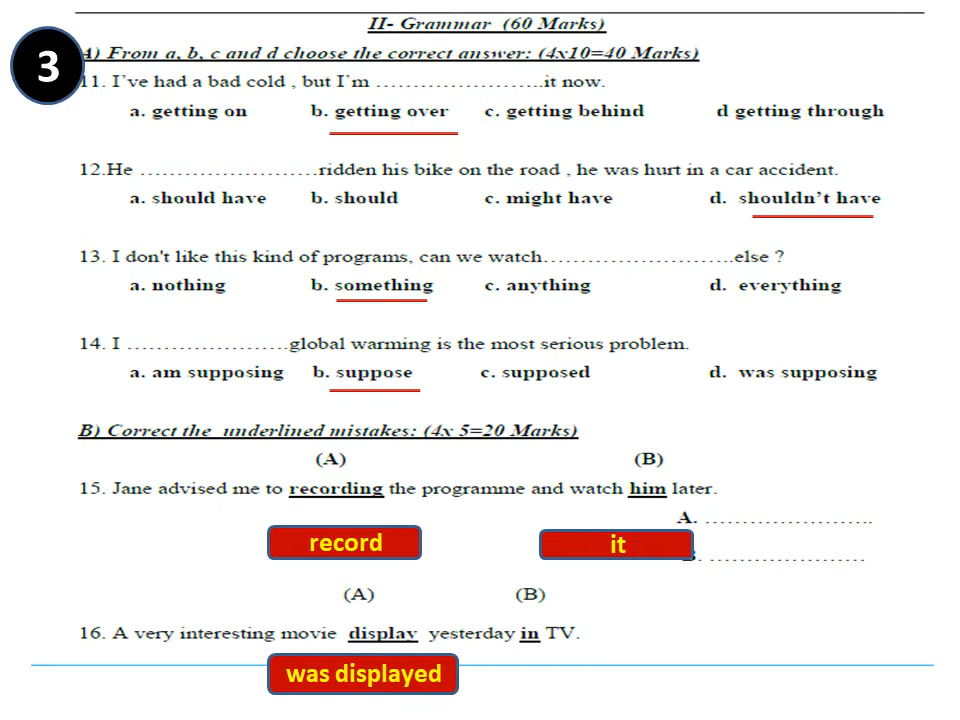 II- Grammar (60 Marks)
3
A) From a, b, c and d choose the correct answer: (4x10=40 Marks)
11. I’ve had a bad cold , but I’m …………………..it now.
a. getting on b. getting over c. getting behind d getting through
12.He ……………………ridden his bike on the road , he was hurt in a car accident.
a. should have b. should c. might have d. shouldn’t have
13. I don't like this kind of programs, can we watch……………………..else ?
a. nothing b. something c. anything d. everything
14. I ………………….global warming is the most serious problem.
a. am supposing b. suppose c. supposed d. was supposing
B) Correct the underlined mistakes: (4x 5=20 Marks)
(A) (B)
15. Jane advised me to recording the programme and watch him later.
A. …………………..
record it
B. …………………
(A) (B)
16. A very interesting movie display yesterday in TV.
was displayed